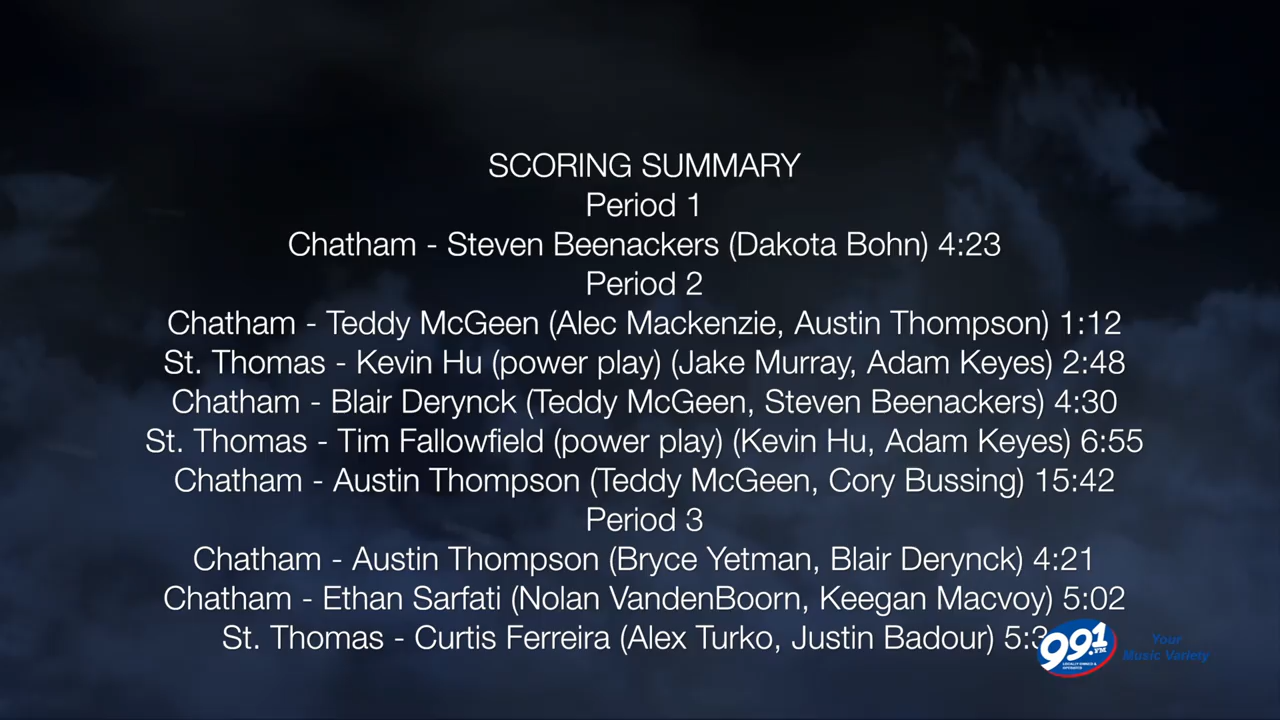 SCORING SUMMARY
Period 1
Chatham - Steven Beenackers (Dakota Bohn) 4:23
Period 2
Chatham - Teddy McGeen (Alec Mackenzie, Austin Thompson) 1:12
St. Thomas - Kevin Hu (power play) (Jake Murray, Adam Keyes) 2:48
Chatham - Blair Derynck (Teddy McGeen, Steven Beenackers) 4:30
St. Thomas - Tim Fallowfield (power play) (Kevin Hu, Adam Keyes) 6:55
Chatham - Austin Thompson (Teddy McGeen, Cory Bussing) 15:42
Period 3
Chatham - Austin Thompson (Bryce Yetman, Blair Derynck) 4:21
Chatham - Ethan Sarfati (Nolan VandenBoorn, Keegan Macvoy) 5:02
St. Thomas - Curtis Ferreira (Alex Turko, Justin Badour)
99.1 FM
LOCALLY OWNED & OPERATED
Your
Music Variety